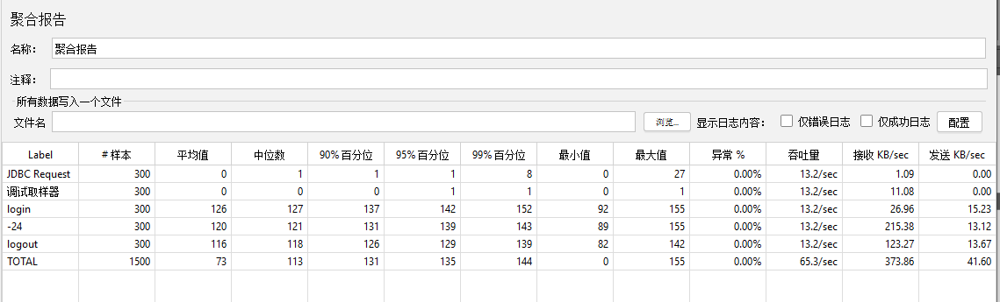 聚合报告
名称： 聚合报告
注释：
所有数据写入一个文件
文件名 浏览... 显示日志内容： 仅错误日志 仅成功日志 配置
Label # 样本 平均值 中位数 90% 百分位 95% 百分位 99% 百分位 最小值 最大值 异常 % 吞吐量 接收 KB/sec 发送 KB/sec
JDBC Request 300 0 1 1 1 8 0 27 0.00% 13.2/sec 1.09 0.00
调试取样器 300 0 0 0 1 1 0 1 0.00% 13.2/sec 11.08 0.00
login 300 126 127 137 142 152 92 155 0.00% 13.2/sec 26.96 15.23
-24 300 120 121 131 139 143 89 155 0.00% 13.2/sec 215.38 13.12
logout 300 116 118 126 129 139 82 142 0.00% 13.2/sec 123.27 13.67
TOTAL 1500 73 113 131 135 144 0 155 0.00% 65.3/sec 373.86 41.60